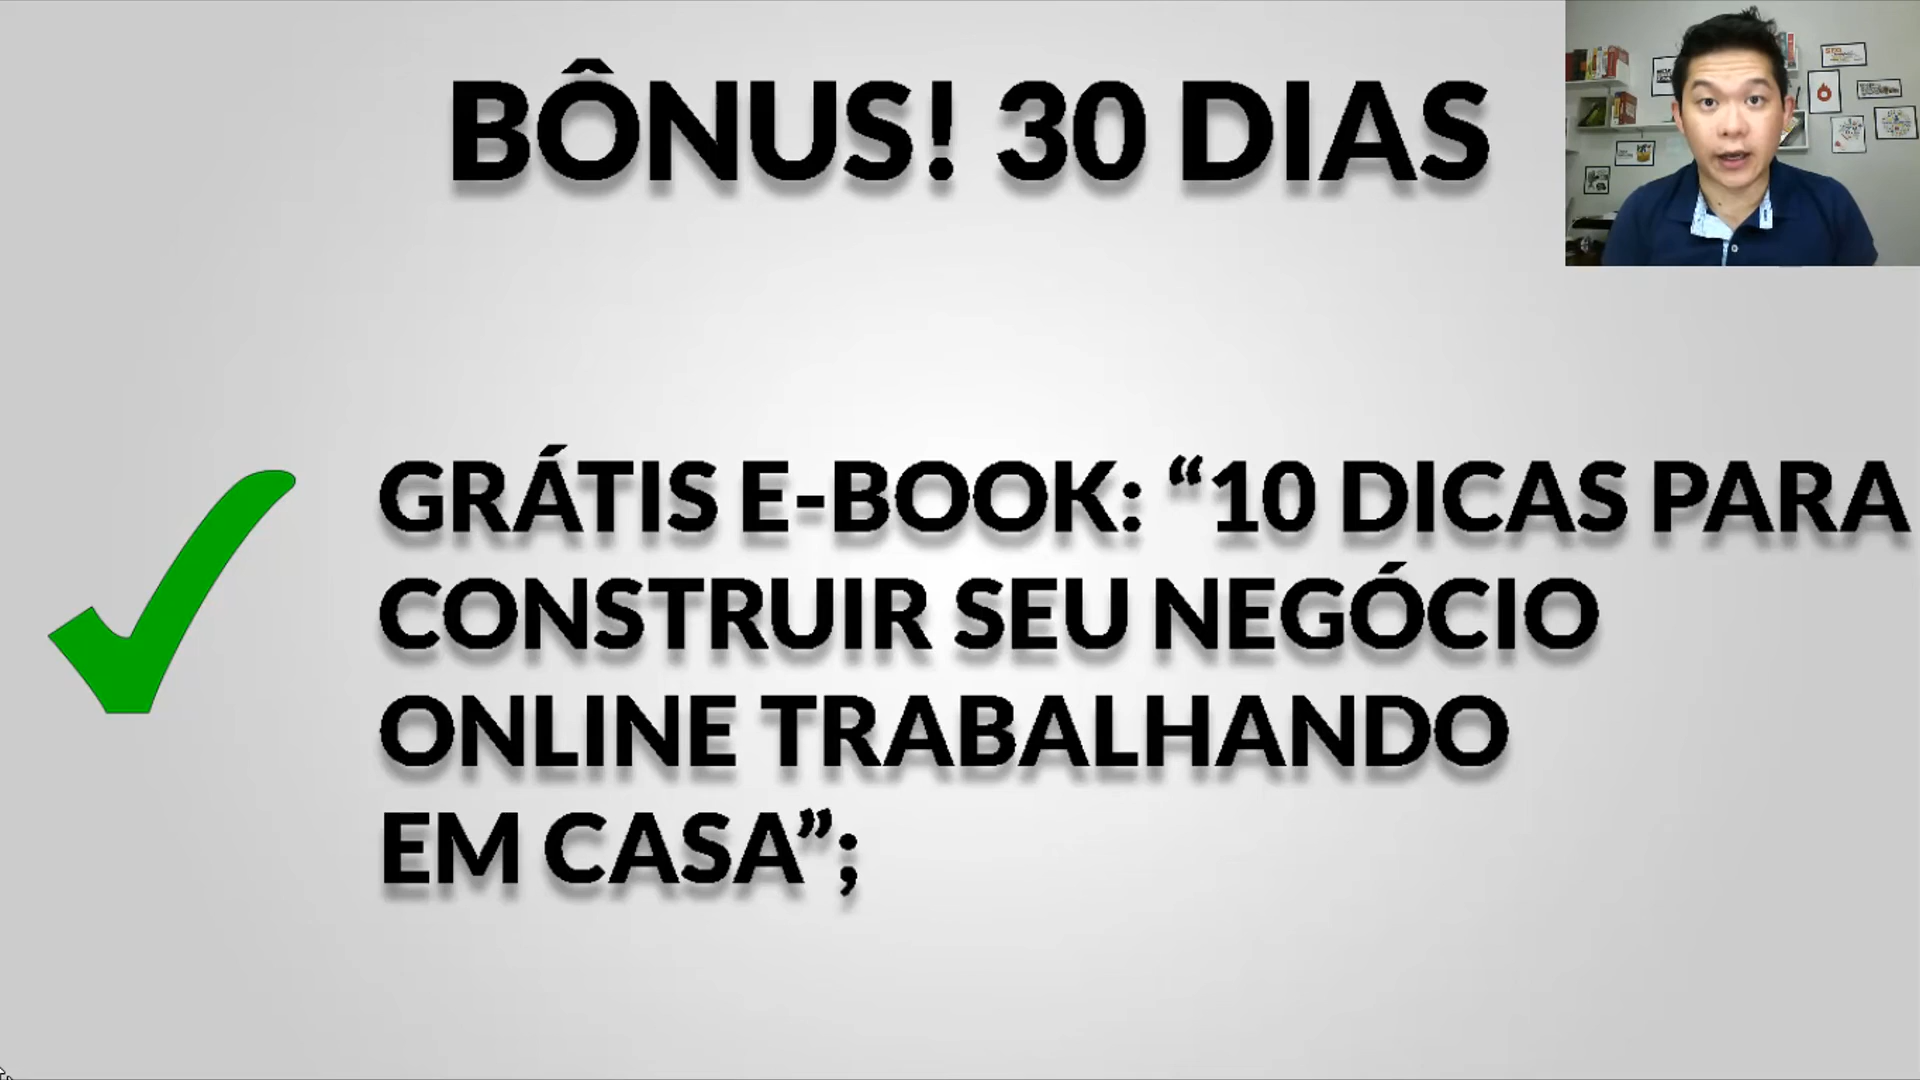 BÔNUS! 30 DIAS
GRÁTIS E-BOOK: “10 DICAS PARA
CONSTRUIR SEU NEGÓCIO
ONLINE TRABALHANDO
EM CASA”;